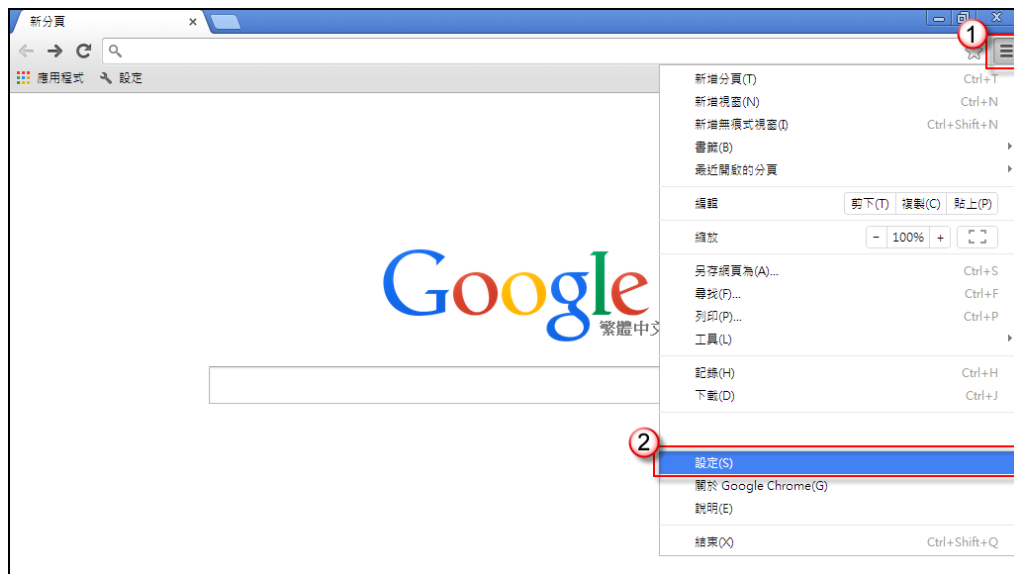 新分頁
1
應用程式 設定
新增分頁(T) Ctrl+T
新增視窗(N) Ctrl+N
新增無痕式視窗(I) Ctrl+Shift+N
書籤(B)
最近開啟的分頁
編輯 剪下(T) 複製(C) 貼上(P)
縮放 - 100% +
另存網頁為(A)... Ctrl+S
尋找(F)... Ctrl+F
列印(P)... Ctrl+P
工具(L)
記錄(H) Ctrl+H
下載(D) Ctrl+J
Google
繁體中文
2
設定(S)
關於 Google Chrome(G)
說明(E)
結束(X) Ctrl+Shift+Q